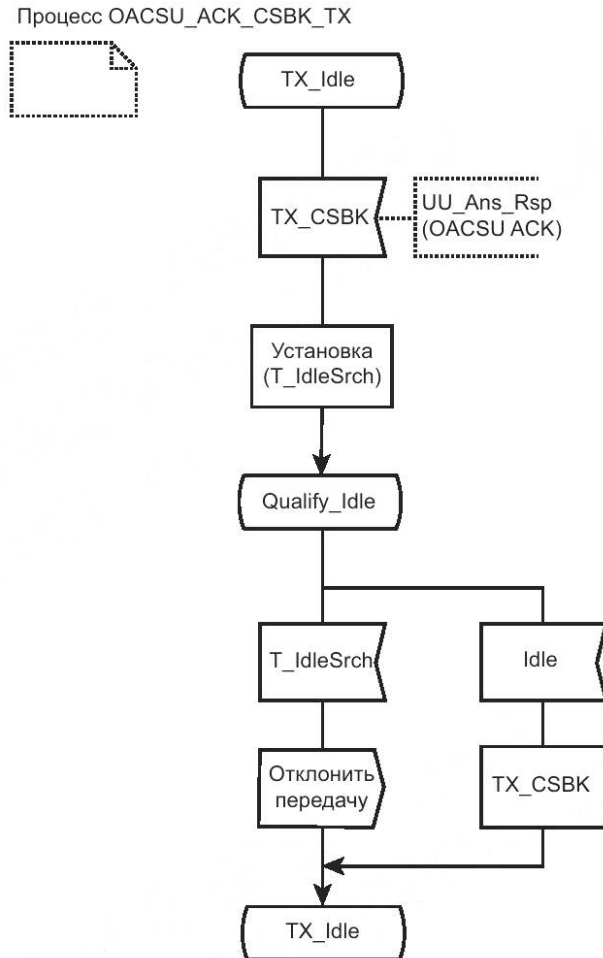 Процесс OACSU_ACK_CSBK_TX
TX_Idle
TX_CSBK
UU_Ans_Rsp
(OACSU ACK)
Установка
(T_IdleSrch)
Qualify_Idle
T_IdleSrch
Idle
Отклонить
передачу
TX_CSBK
TX_Idle